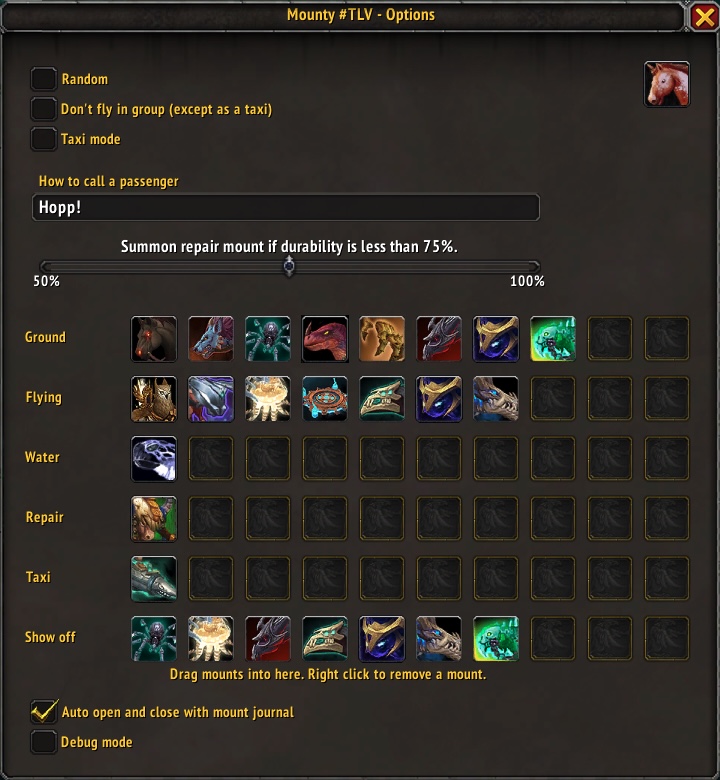 Mounty #TLV - Options
Random
Don't fly in group (except as a taxi)
Taxi mode
How to call a passenger
Hopp!
Summon repair mount if durability is less than 75%.
50% 100%
Ground
Flying
Water
Repair
Taxi
Show off
Drag mounts into here. Right click to remove a mount.
Auto open and close with mount journal
Debug mode